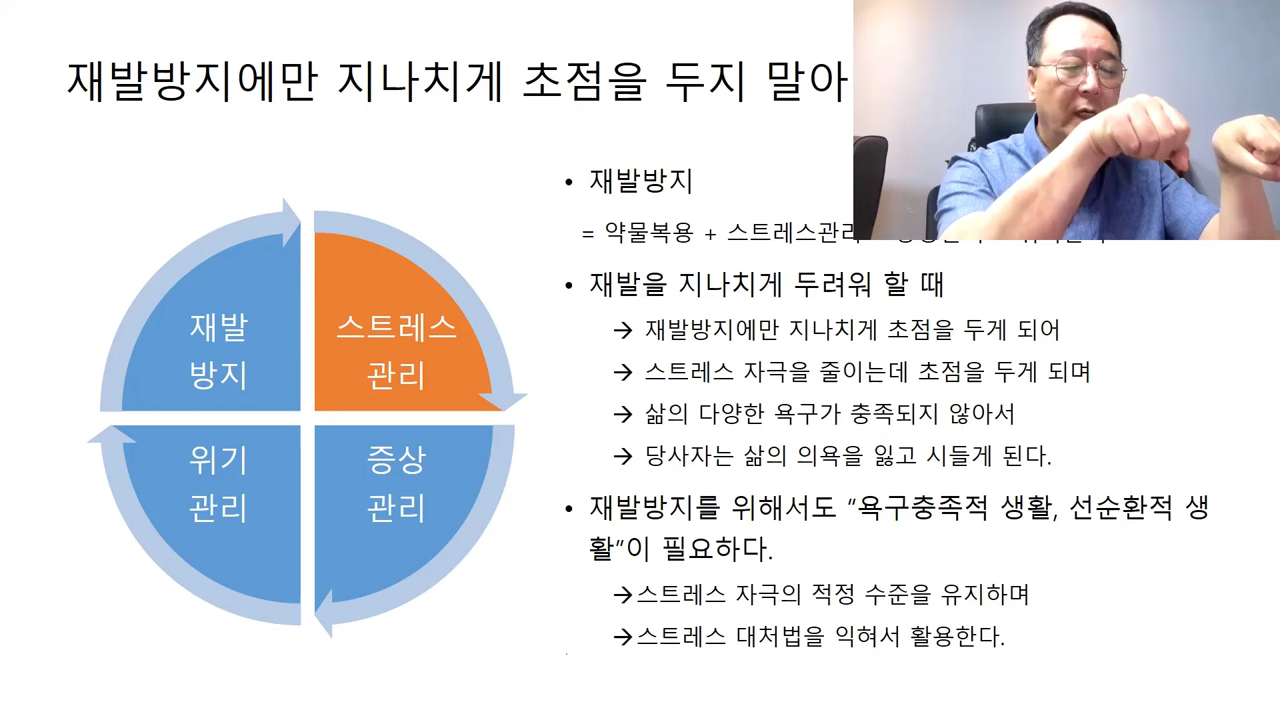 재발방지에만 지나치게 초점을 두지 말아
• 재발방지
= 약물복용 + 스트레스관리
• 재발을 지나치게 두려워 할 때
→ 재발방지에만 지나치게 초점을 두게 되어
→ 스트레스 자극을 줄이는데 초점을 두게 되며
→ 삶의 다양한 욕구가 충족되지 않아서
→ 당사자는 삶의 의욕을 잃고 시들게 된다.
• 재발방지를 위해서도 “욕구충족적 생활, 선순환적 생
활”이 필요하다.
→스트레스 자극의 적정 수준을 유지하며
→스트레스 대처법을 익혀서 활용한다.
재발
방지
스트레스
관리
위기
관리
증상
관리